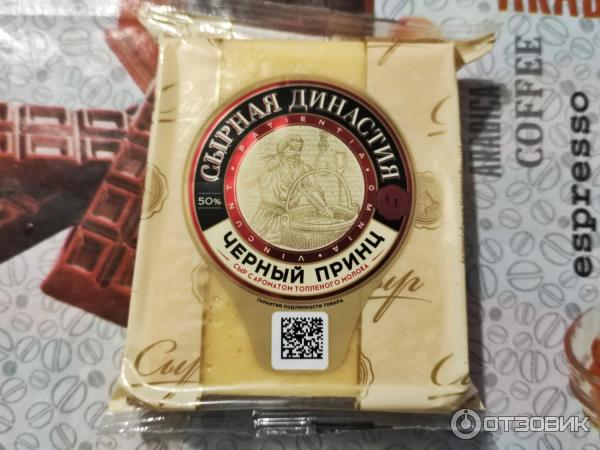 СЫРНАЯ ДИНАСТИЯ
PATIENTIA · OMNIA · VINCUNT
50%
ЧЕРНЫЙ ПРИНЦ
СЫР С АРОМАТОМ ТОПЛЕНОГО МОЛОКА
ГАРАНТИЯ ПОДЛИННОСТИ ТОВАРА
Сыр
Сыр
ARABICA
COFFEE
espresso
ОТЗОВИК